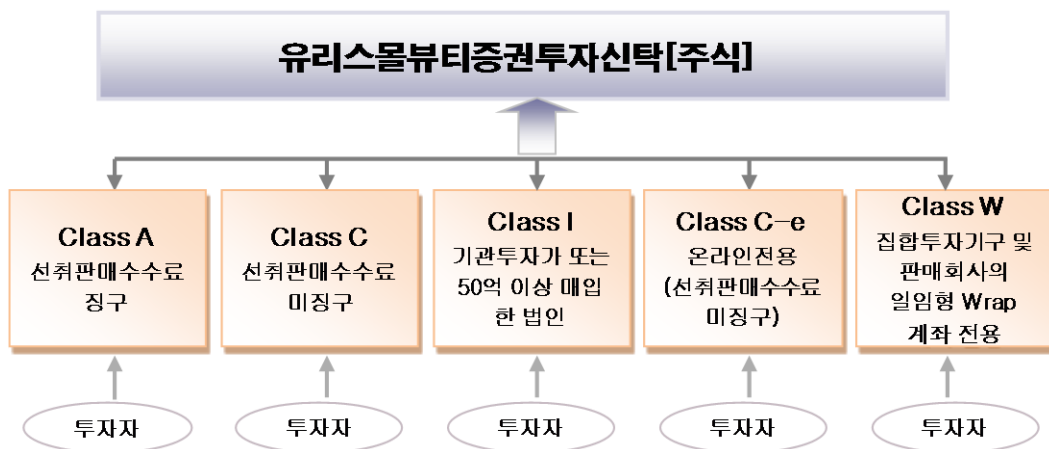 유리스몰뷰티증권투자신탁[주식]
Class A
선취판매수수료
징구
Class C
선취판매수수료
미징구
Class I
기관투자가 또는
50억 이상 매입
한 법인
Class C-e
온라인전용
(선취판매수수료
미징구)
Class W
집합투자기구 및
판매회사의
일임형 Wrap
계좌 전용
투자자
투자자
투자자
투자자
투자자